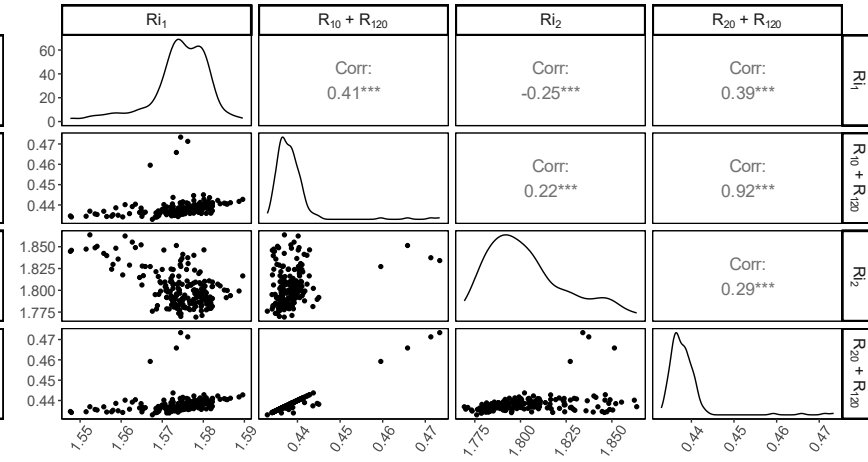 Ri₁ R₁₀ + R₁₂₀ Ri₂ R₂₀ + R₁₂₀
60
40
20
0
Corr:
0.41***
Corr:
-0.25***
Corr:
0.39***
Ri₁
0.47
0.46
0.45
0.44
Corr:
0.22***
Corr:
0.92***
R₁₀ + R₁₂₀
1.850
1.825
1.800
1.775
Corr:
0.29***
Ri₂
0.47
0.46
0.45
0.44
R₂₀ + R₁₂₀
1.55 1.56 1.57 1.58 1.59 0.44 0.45 0.46 0.47 1.775 1.800 1.825 1.850 0.44 0.45 0.46 0.47